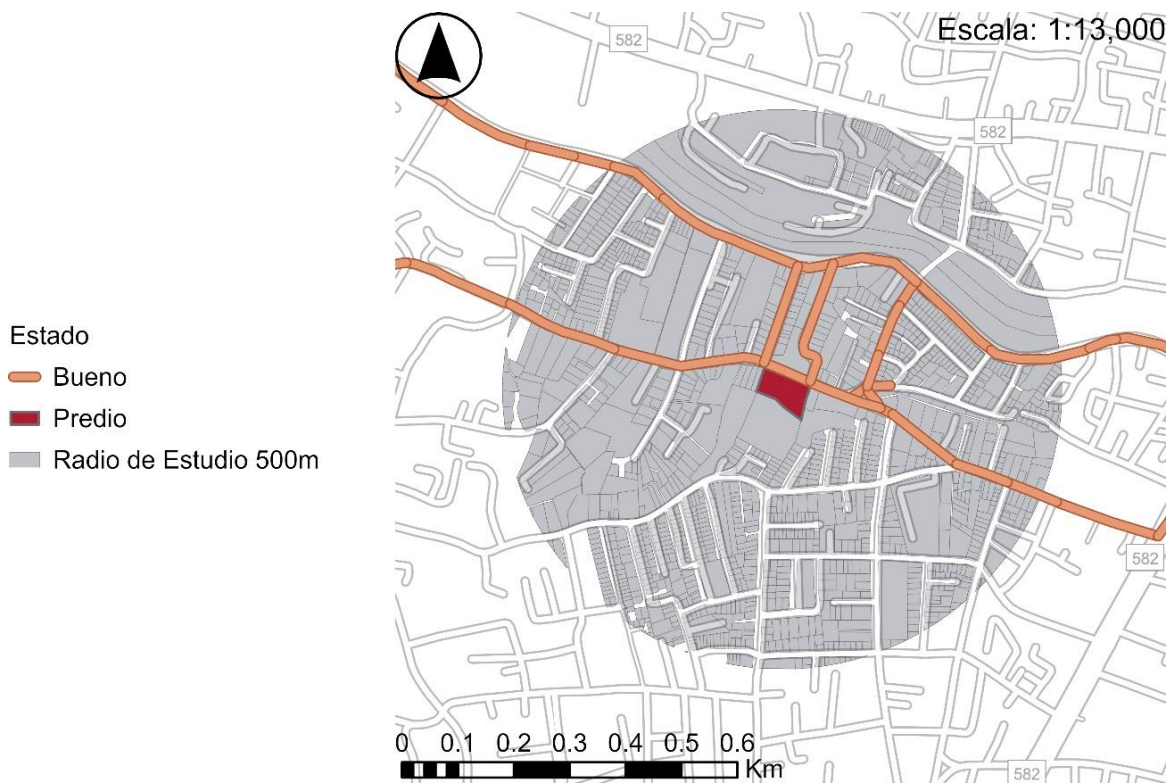 Escala: 1:13,000
582
582
Estado
Bueno
Predio
Radio de Estudio 500m
582
0 0.1 0.2 0.3 0.4 0.5 0.6
Km
582